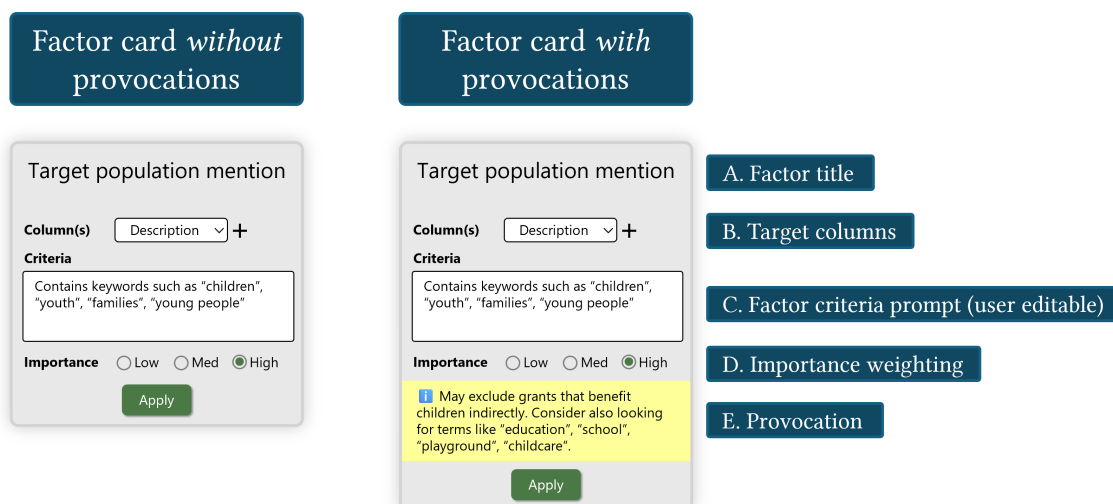 Factor card without
provocations
Target population mention
Column(s) Description +
Criteria
Contains keywords such as “children”,
“youth”, “families”, “young people”
Importance Low Med High
Apply
Factor card with
provocations
Target population mention
Column(s) Description +
Criteria
Contains keywords such as “children”,
“youth”, “families”, “young people”
Importance Low Med High
ℹ️ May exclude grants that benefit
children indirectly. Consider also looking
for terms like “education”, “school”,
“playground”, “childcare”.
Apply
A. Factor title
B. Target columns
C. Factor criteria prompt (user editable)
D. Importance weighting
E. Provocation